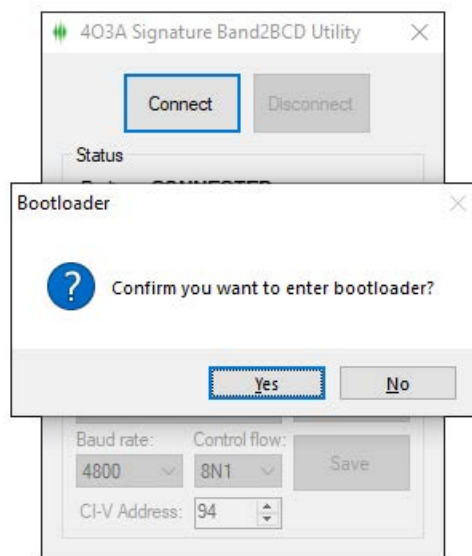 4O3A Signature Band2BCD Utility
Connect Disconnect
Status
Bootloader
Confirm you want to enter bootloader?
Yes No
Baud rate: Control flow:
4800 8N1 Save
CI-V Address: 94